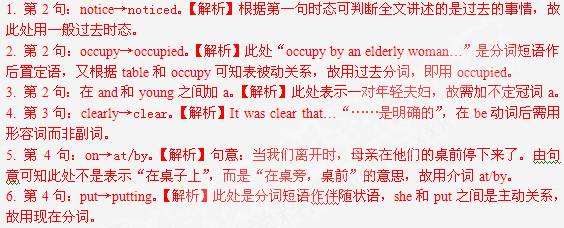 1. 第 2 句：notice→noticed。【解析】根据第一句时态可判断全文讲述的是过去的事情，故
此处用一般过去时态。
2. 第 2 句：occupy→occupied。【解析】此处“occupy by an elderly woman…”是分词短语作
后置定语，又根据 table 和 occupy 可知表被动关系，故用过去分词，即用 occupied。
3. 第 2 句：在 and 和 young 之间加 a。【解析】此处表示一对年轻夫妇，故需加不定冠词 a。
4. 第 3 句：clearly→clear。【解析】It was clear that…“……是明确的”，在 be 动词后需用
形容词而非副词。
5. 第 4 句：on→at/by。【解析】句意：当我们离开时，母亲在他们的桌前停下来了。由句
意可知此处不是表示“在桌子上”，而是“在桌旁，桌前”的意思，故用介词 at/by。
6. 第 4 句：put→putting。【解析】此处是分词短语作伴随状语，she 和 put 之间是主动关系，
故用现在分词。